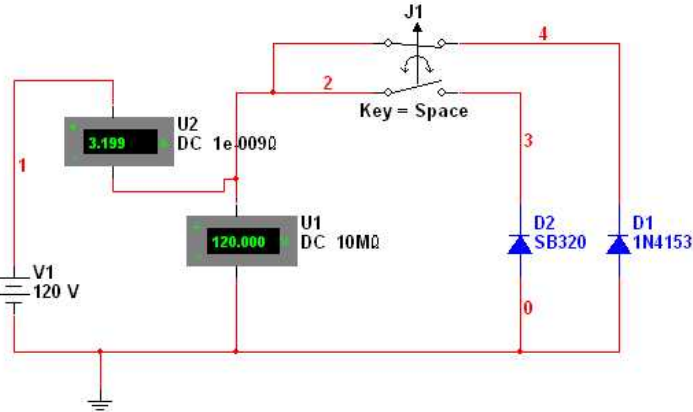 J1
4
2
Key = Space
U2
3.199
DC 1e-009Ω
1
3
U1
120.000 V
DC 10MΩ
D2
SB320
D1
1N4153
V1
120 V
0